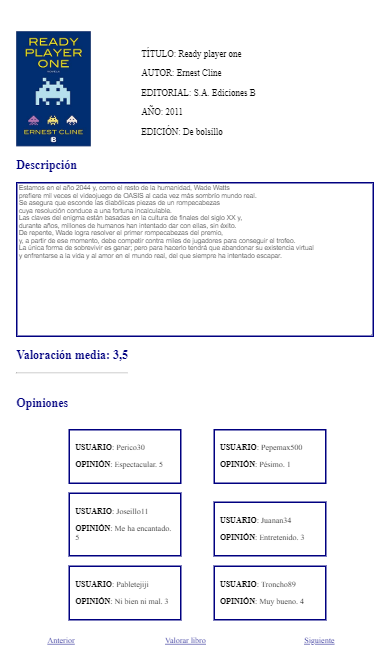 READY
PLAYER
ONE
ERNEST CLINE
B
TÍTULO: Ready player one
AUTOR: Ernest Cline
EDITORIAL: S.A. Ediciones B
AÑO: 2011
EDICIÓN: De bolsillo
Descripción
Estamos en el año 2044 y, como el resto de la humanidad, Wade Watts
prefiere mil veces el videojuego de OASIS al cada vez más sombrío mundo real.
Se asegura que esconde las diabólicas piezas de un rompecabezas
cuya resolución conduce a una fortuna incalculable.
Las claves del enigma están basadas en la cultura de finales del siglo XX y,
durante años, millones de humanos han intentado dar con ellas, sin éxito.
De repente, Wade logra resolver el primer rompecabezas del premio,
y, a partir de ese momento, debe competir contra miles de jugadores para conseguir el trofeo.
La única forma de sobrevivir es ganar; pero para hacerlo tendrá que abandonar su existencia virtual
y enfrentarse a la vida y al amor en el mundo real, del que siempre ha intentado escapar.
Valoración media: 3,5
Opiniones
USUARIO: Perico30
OPINIÓN: Espectacular. 5
USUARIO: Pepemax500
OPINIÓN: Pésimo. 1
USUARIO: Joseillo11
OPINIÓN: Me ha encantado.
5
USUARIO: Juanan34
OPINIÓN: Entretenido. 3
USUARIO: Pabletejiji
OPINIÓN: Ni bien ni mal. 3
USUARIO: Troncho89
OPINIÓN: Muy bueno. 4
Anterior
Valorar libro
Siguiente